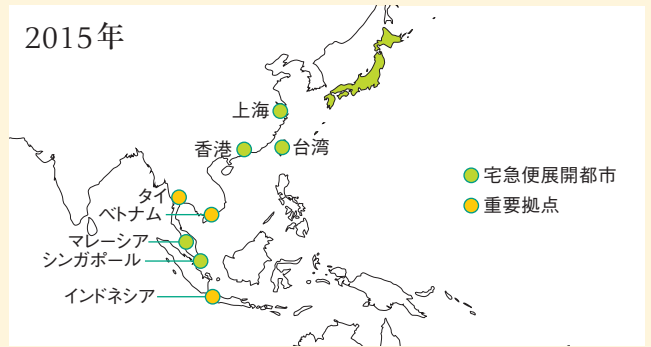 2015年
上海
香港
台湾
宅急便展開都市
タイ
重要拠点
ベトナム
マレーシア
シンガポール
インドネシア